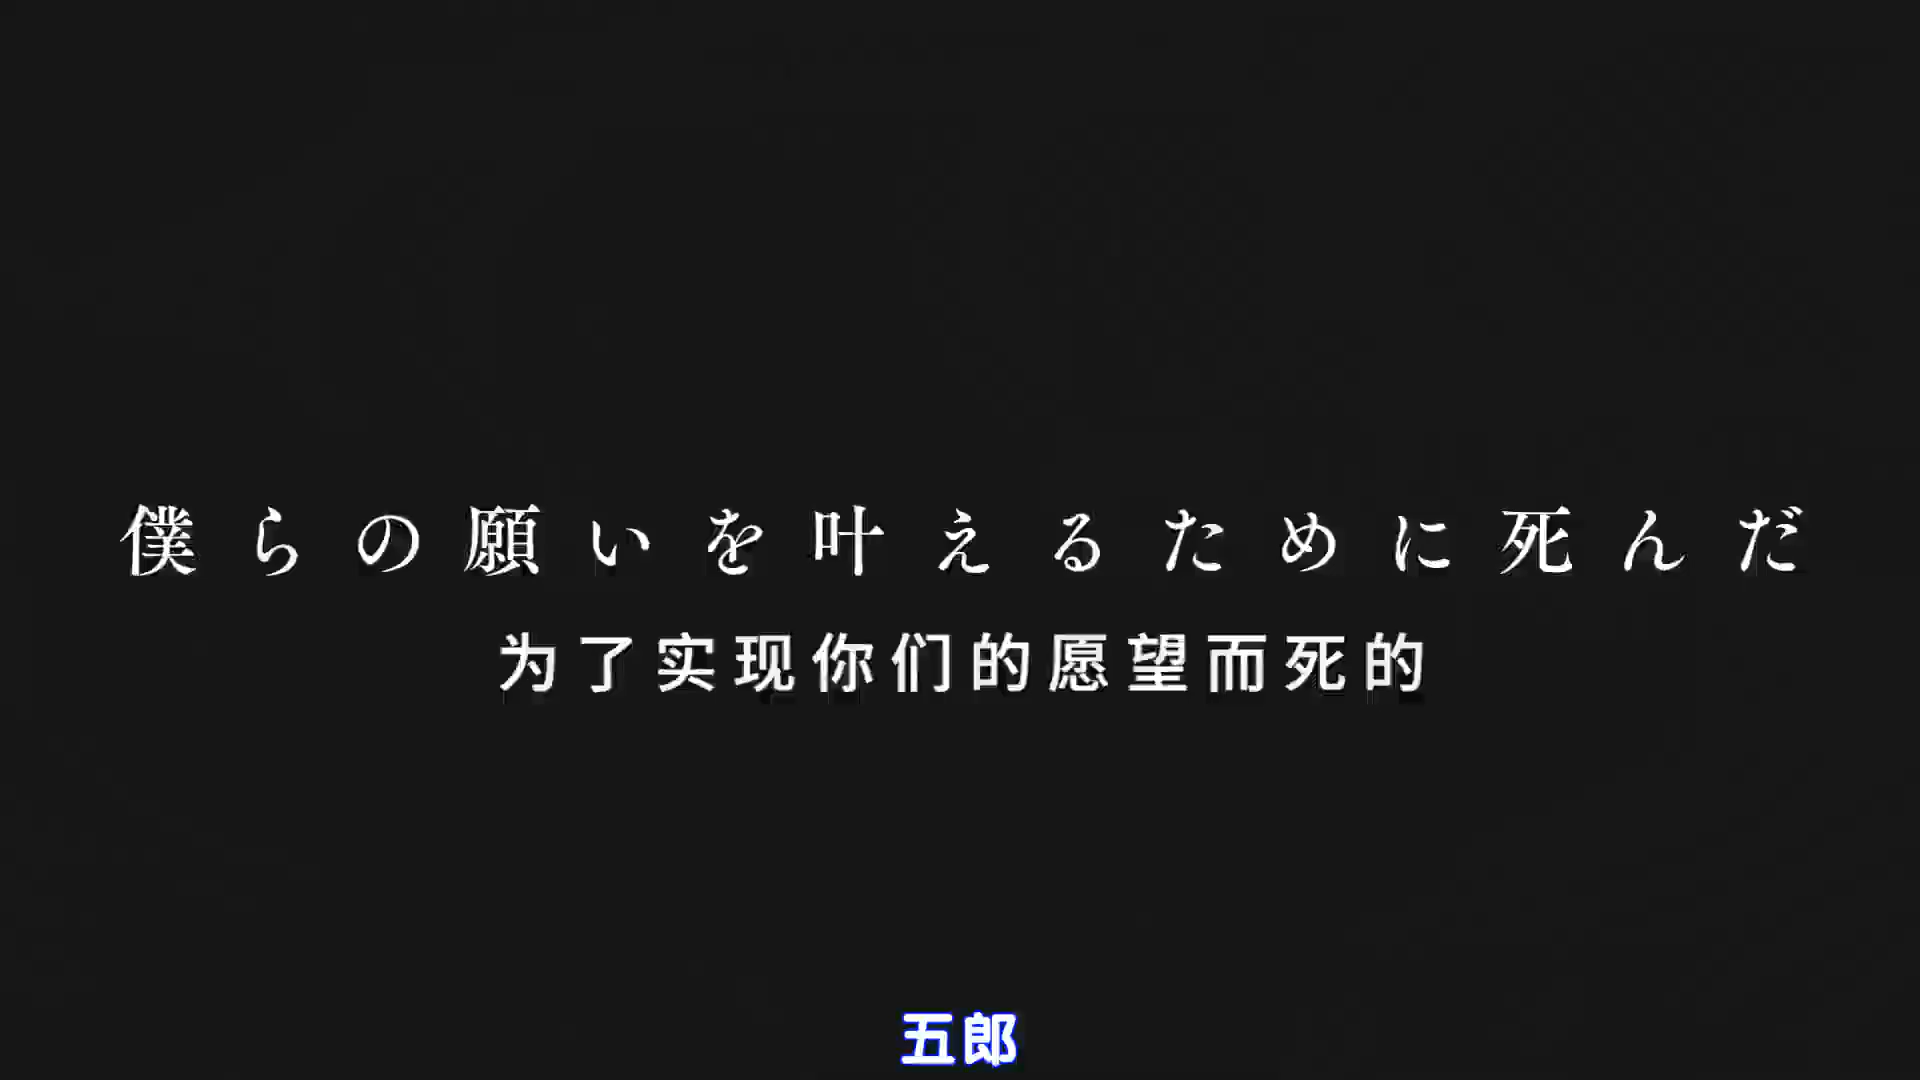 僕らの願いを叶えるために死んだ
为了实现你们的愿望而死的
五郎